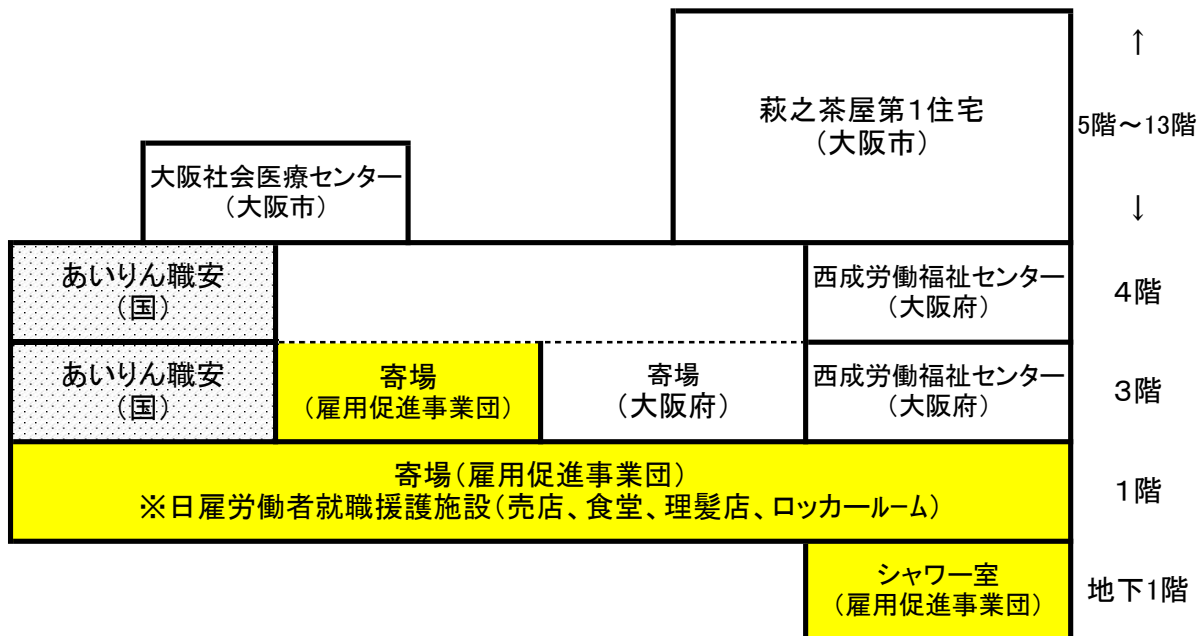 ↑
萩之茶屋第1住宅
（大阪市）
5階～13階
↓
大阪社会医療センター
（大阪市）
あいりん職安
（国）
西成労働福祉センター
（大阪府）
4階
あいりん職安
（国）
寄場
（雇用促進事業団）
寄場
（大阪府）
西成労働福祉センター
（大阪府）
3階
寄場（雇用促進事業団）
※日雇労働者就職援護施設（売店、食堂、理髪店、ロッカールーム）
1階
シャワー室
（雇用促進事業団）
地下1階